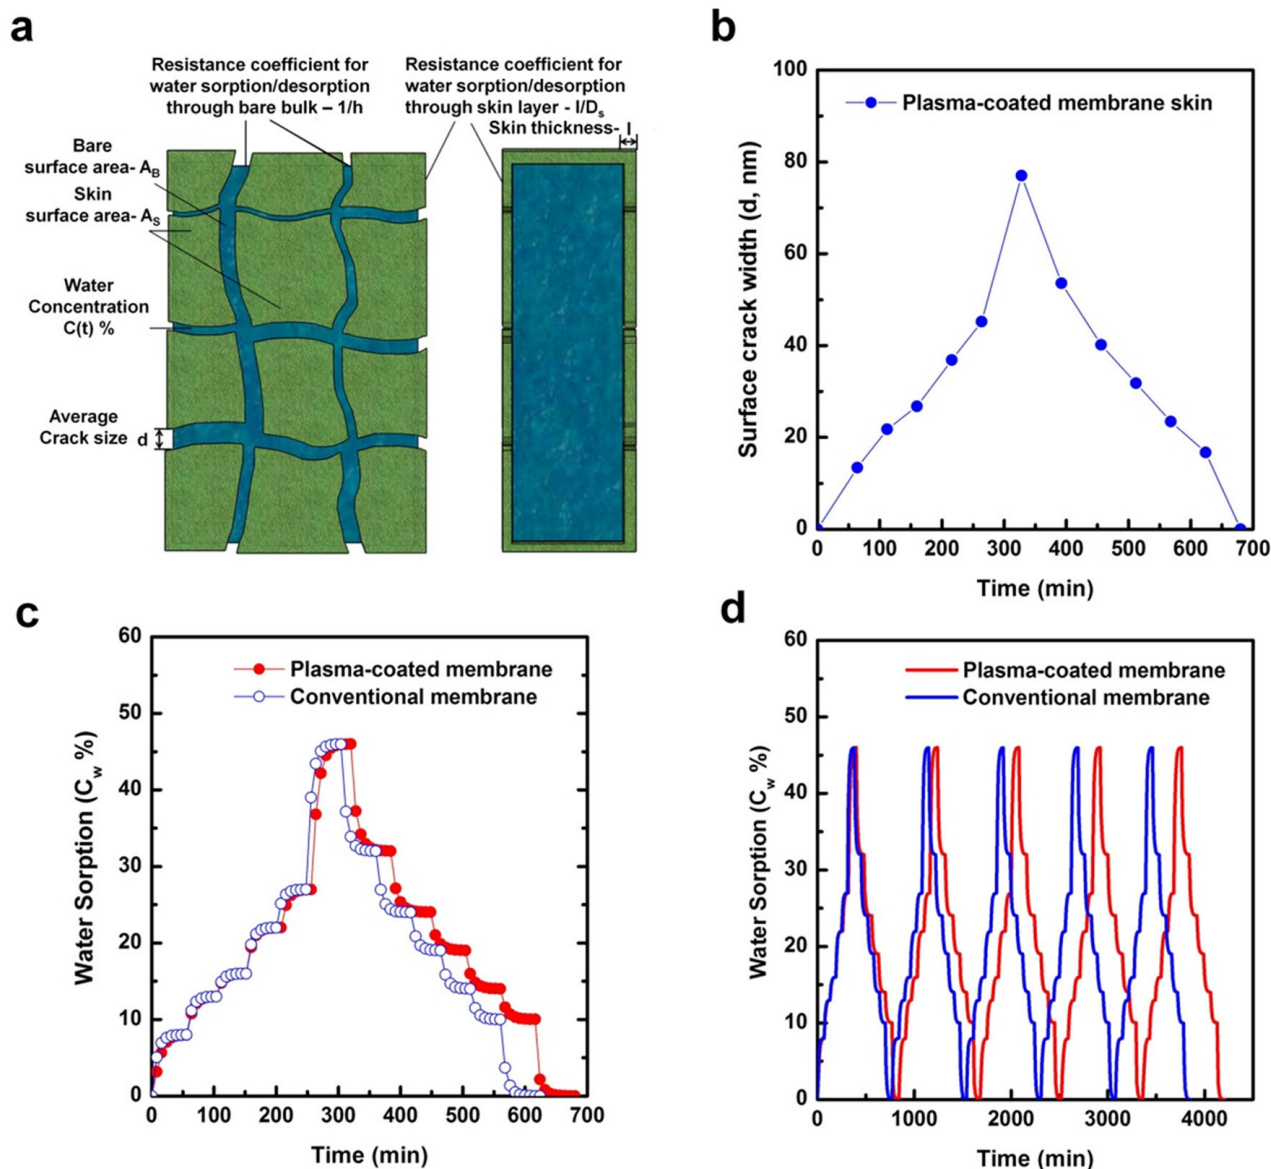 a
Resistance coefficient for
water sorption/desorption
through bare bulk – 1/h
Resistance coefficient for
water sorption/desorption
through skin layer - l/Ds
Skin thickness- l
Bare
surface area- AB
Skin
surface area- AS
Water
Concentration
C(t) %
Average
Crack size d
b
Plasma-coated membrane skin
Surface crack width (d, nm)
100
80
60
40
20
0
0 100 200 300 400 500 600 700
Time (min)
c
Plasma-coated membrane
Conventional membrane
Water Sorption (Cw %)
60
50
40
30
20
10
0
0 100 200 300 400 500 600 700
Time (min)
d
Plasma-coated membrane
Conventional membrane
Water Sorption (Cw %)
60
50
40
30
20
10
0
0 1000 2000 3000 4000
Time (min)